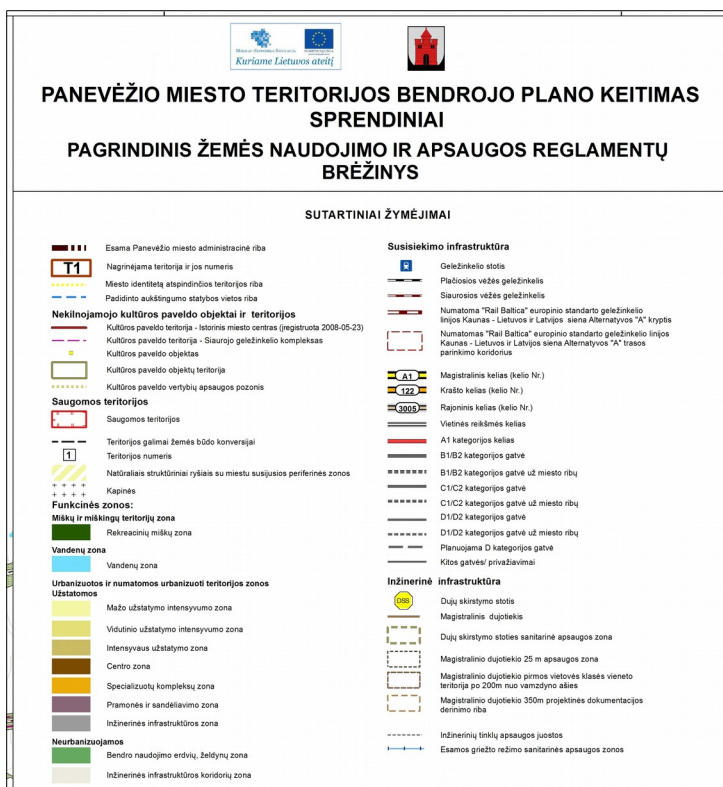 Kuriame Lietuvos ateitį
PANEVĖŽIO MIESTO TERITORIJOS BENDROJO PLANO KEITIMAS
SPRENDINIAI
PAGRINDINIS ŽEMĖS NAUDOJIMO IR APSAUGOS REGLAMENTŲ
BRĖŽINYS
SUTARTINIAI ŽYMĖJIMAI
Esama Panevėžio miesto administracinė riba
T1 Nagrinėjama teritorija ir jos numeris
Miesto identitetą atspindinčios teritorijos riba
Padidinto aukštingumo statybos vietos riba
Nekilnojamojo kultūros paveldo objektai ir teritorijos
Kultūros paveldo teritorija - Istorinis miesto centras (įregistruota 2008-05-23)
Kultūros paveldo teritorija - Siaurojo geležinkelio kompleksas
Kultūros paveldo objektas
Kultūros paveldo objektų teritorija
Kultūros paveldo vertybių apsaugos pozonis
Saugomos teritorijos
Saugomos teritorijos
Teritorijos galimai žemės būdo konversijai
1 Teritorijos numeris
Natūraliais struktūriniai ryšiais su miestu susijusios periferinės zonos
Kapinės
Funkcinės zonos:
Miškų ir miškingų teritorijų zona
Rekreacinių miškų zona
Vandenų zona
Vandenų zona
Urbanizuotos ir numatomos urbanizuoti teritorijos zonos
Užstatomos
Mažo užstatymo intensyvumo zona
Vidutinio užstatymo intensyvumo zona
Intensyvaus užstatymo zona
Centro zona
Specializuotų kompleksų zona
Pramonės ir sandėliavimo zona
Inžinerinės infrastruktūros zona
Neurbanizuojamos
Bendro naudojimo erdvių, želdynų zona
Inžinerinės infrastruktūros koridorių zona
Susisiekimo infrastruktūra
Geležinkelio stotis
Plačiosios vėžės geležinkelis
Siaurosios vėžės geležinkelis
Numatoma "Rail Baltica" europinio standarto geležinkelio
linijos Kaunas - Lietuvos ir Latvijos siena Alternatyvos "A" kryptis
Numatomas "Rail Baltica" europinio standarto geležinkelio linijos
Kaunas - Lietuvos ir Latvijos siena Alternatyvos "A" trasos
parinkimo koridorius
A1 Magistralinis kelias (kelio Nr.)
122 Krašto kelias (kelio Nr.)
3005 Rajoninis kelias (kelio Nr.)
Vietinės reikšmės kelias
A1 kategorijos kelias
B1/B2 kategorijos gatvė
B1/B2 kategorijos gatvė už miesto ribų
C1/C2 kategorijos gatvė
C1/C2 kategorijos gatvė už miesto ribų
D1/D2 kategorijos gatvė
D1/D2 kategorijos gatvė už miesto ribų
Planuojama D kategorijos gatvė
Kitos gatvės/ privažiavimai
Inžinerinė infrastruktūra
DSS Dujų skirstymo stotis
Magistralinis dujotiekis
Dujų skirstymo stoties sanitarinė apsaugos zona
Magistralinio dujotiekio 25 m apsaugos zona
Magistralinio dujotiekio pirmos vietovės klasės vieneto
teritorija po 200m nuo vamzdyno ašies
Magistralinio dujotiekio 350m projektinės dokumentacijos
derinimo riba
Inžinerinių tinklų apsaugos juostos
Esamos griežto režimo sanitarinės apsaugos zonos